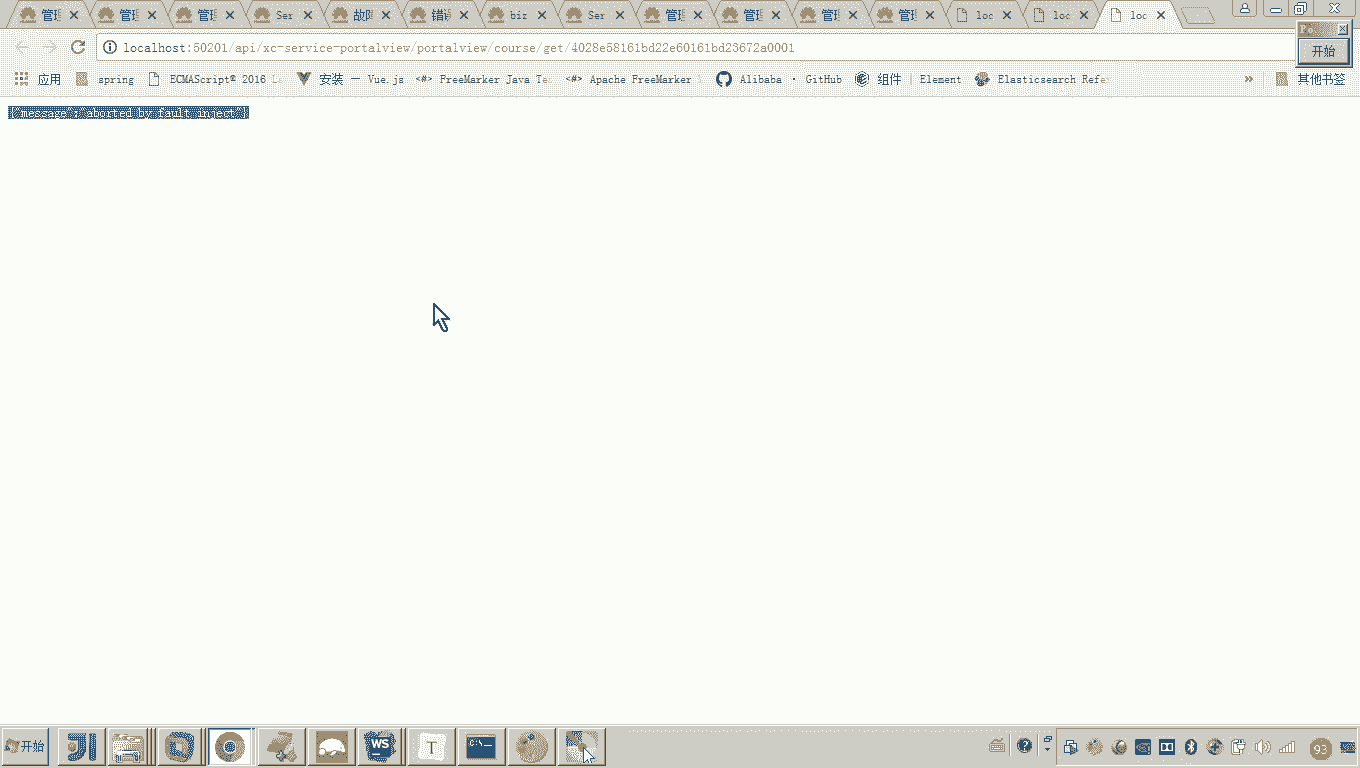 管理 管理 管理 Ser 故障 错误 biz Ser 管理 管理 管理 管理 loc loc loc
localhost:50201/api/xc-service-portalview/portalview/course/get/4028e58161bd22e60161bd23672a0001
开始
应用 spring ECMAScript® 2016 L 安装 — Vue.js FreeMarker Java Te Apache FreeMarker Alibaba · GitHub 组件 | Element Elasticsearch Refe » 其他书签
{"message":"aborted by fault inject"}
开始 JI WS T C:\ 93